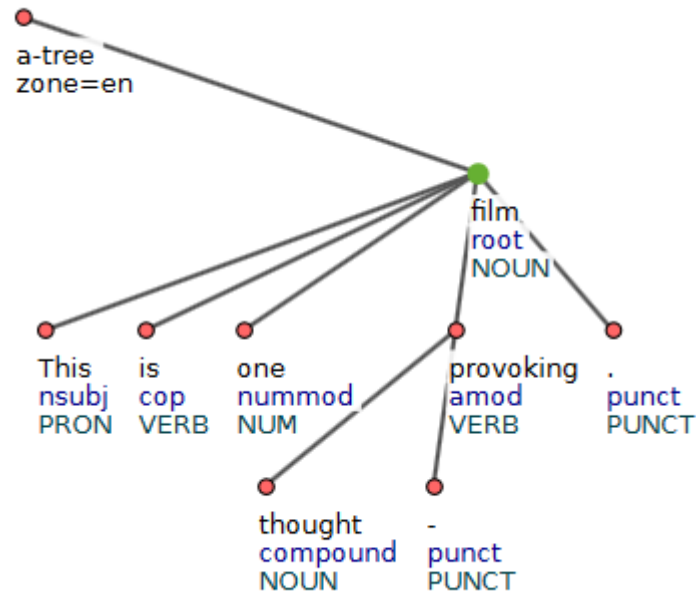 a-tree
zone=en
film
root
NOUN
This is one provoking .
nsubj cop nummod amod punct
PRON VERB NUM VERB PUNCT
thought -
compound punct
NOUN PUNCT